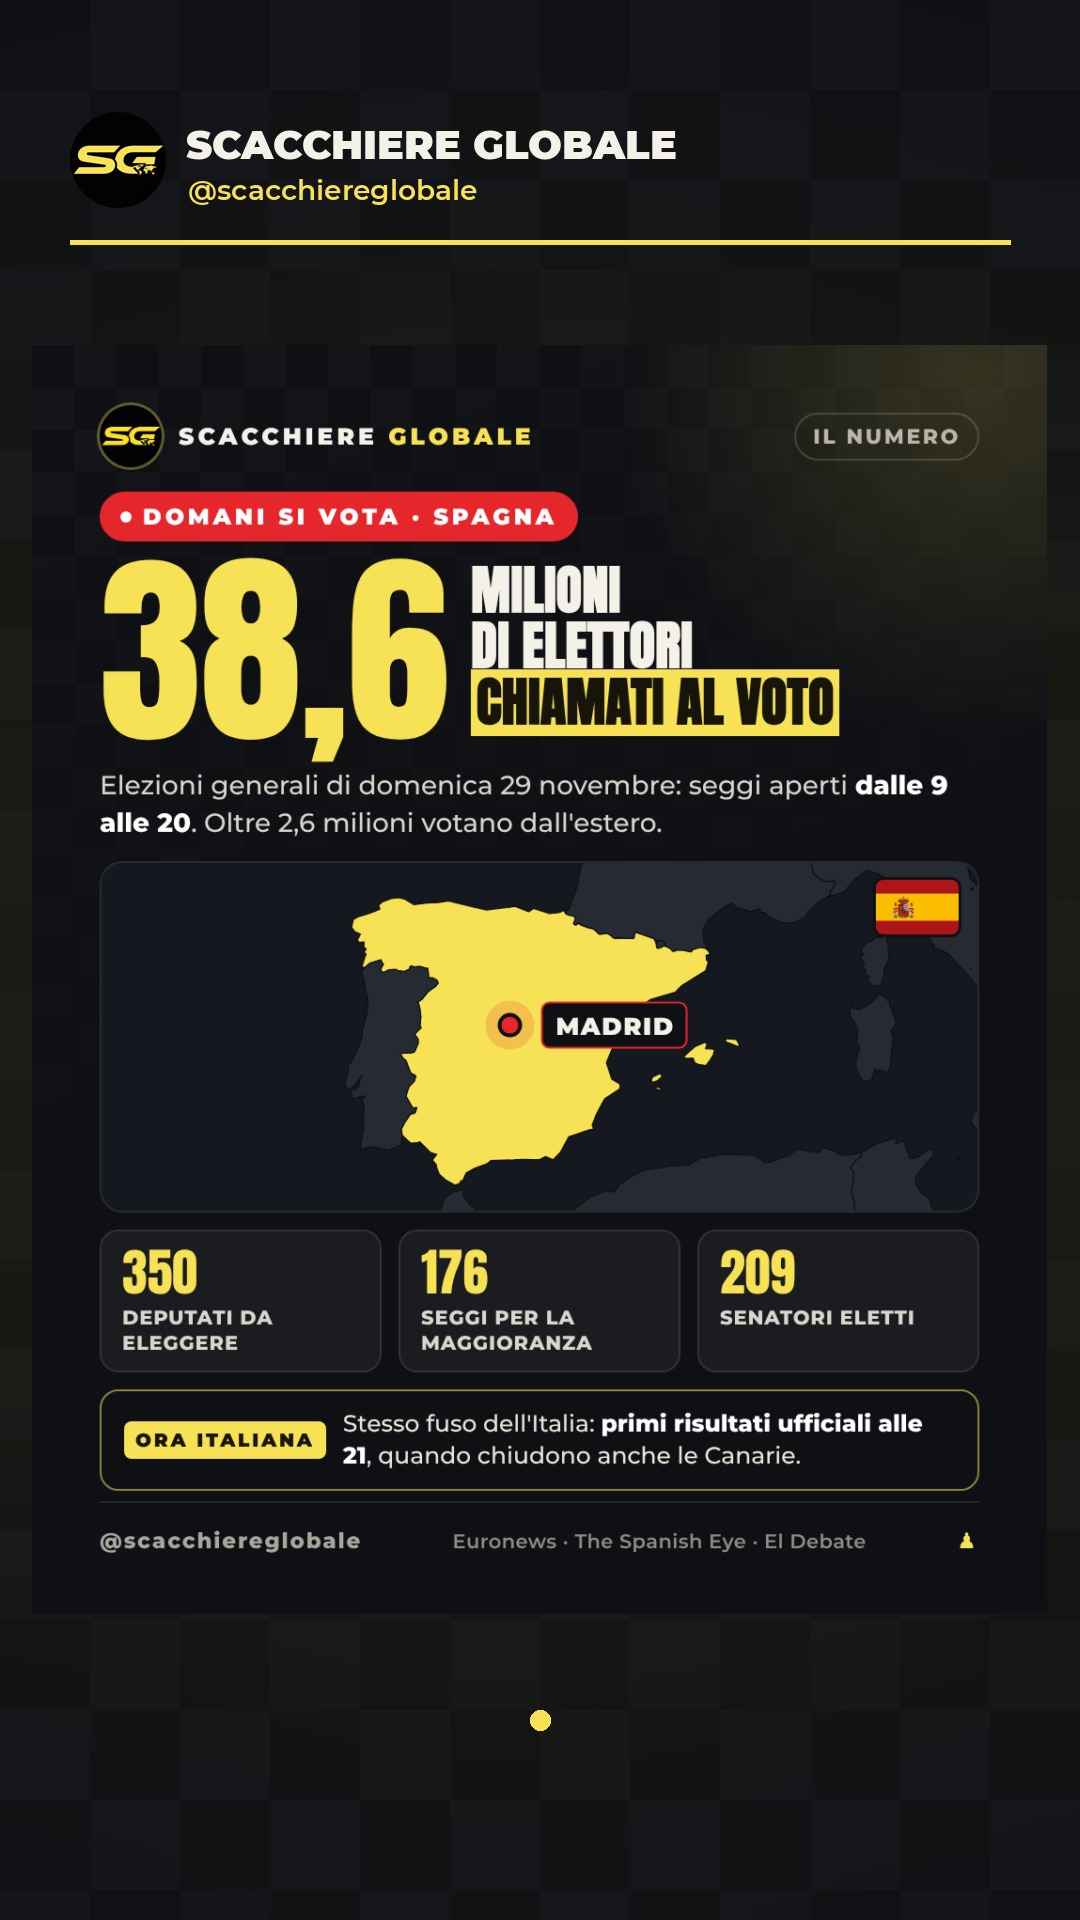 SG
SCACCHIERE GLOBALE
@scacchiereglobale
SG
SCACCHIERE GLOBALE
IL NUMERO
DOMANI SI VOTA · SPAGNA
38,6
MILIONI
DI ELETTORI
CHIAMATI AL VOTO
Elezioni generali di domenica 29 novembre: seggi aperti dalle 9
alle 20. Oltre 2,6 milioni votano dall'estero.
MADRID
350
DEPUTATI DA
ELEGGERE
176
SEGGI PER LA
MAGGIORANZA
209
SENATORI ELETTI
ORA ITALIANA
Stesso fuso dell'Italia: primi risultati ufficiali alle
21, quando chiudono anche le Canarie.
@scacchiereglobale
Euronews · The Spanish Eye · El Debate